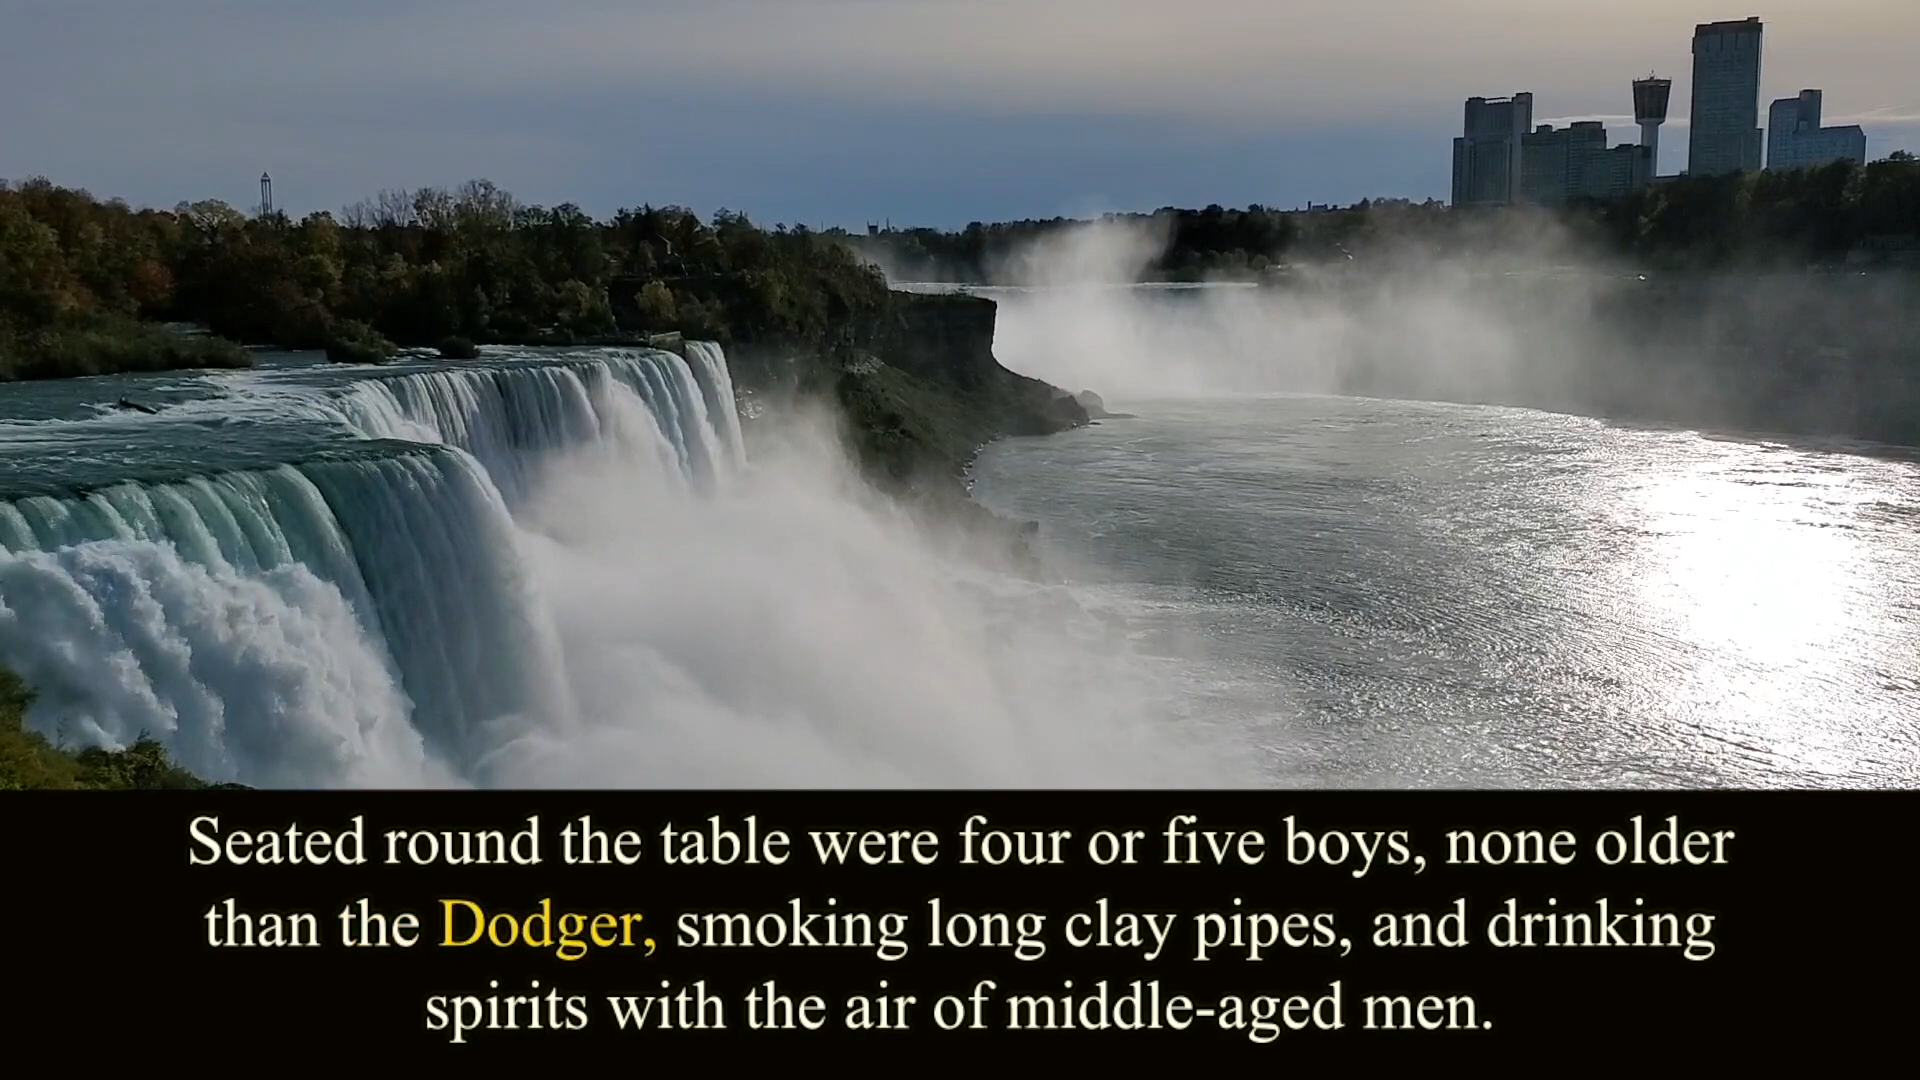 Seated round the table were four or five boys, none older
than the Dodger, smoking long clay pipes, and drinking
spirits with the air of middle-aged men.